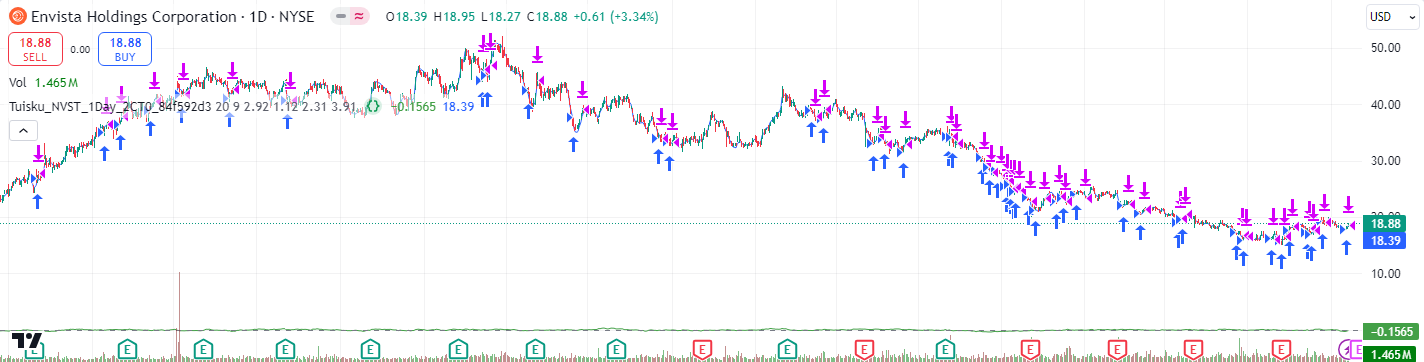 Envista Holdings Corporation · 1D · NYSE O18.39 H18.95 L18.27 C18.88 +0.61 (+3.34%)
USD
18.88 SELL
0.00
18.88 BUY
Vol 1.465M
Tuisku_NVST_1Day_2CT0_84f592d3 20 9 2.92 1.12 2.31 3.91 −0.1565 18.39
50.00
40.00
30.00
20.00
18.88
18.39
10.00
−0.1565
1.465M
E E E E E E E E E E E E E E E E E